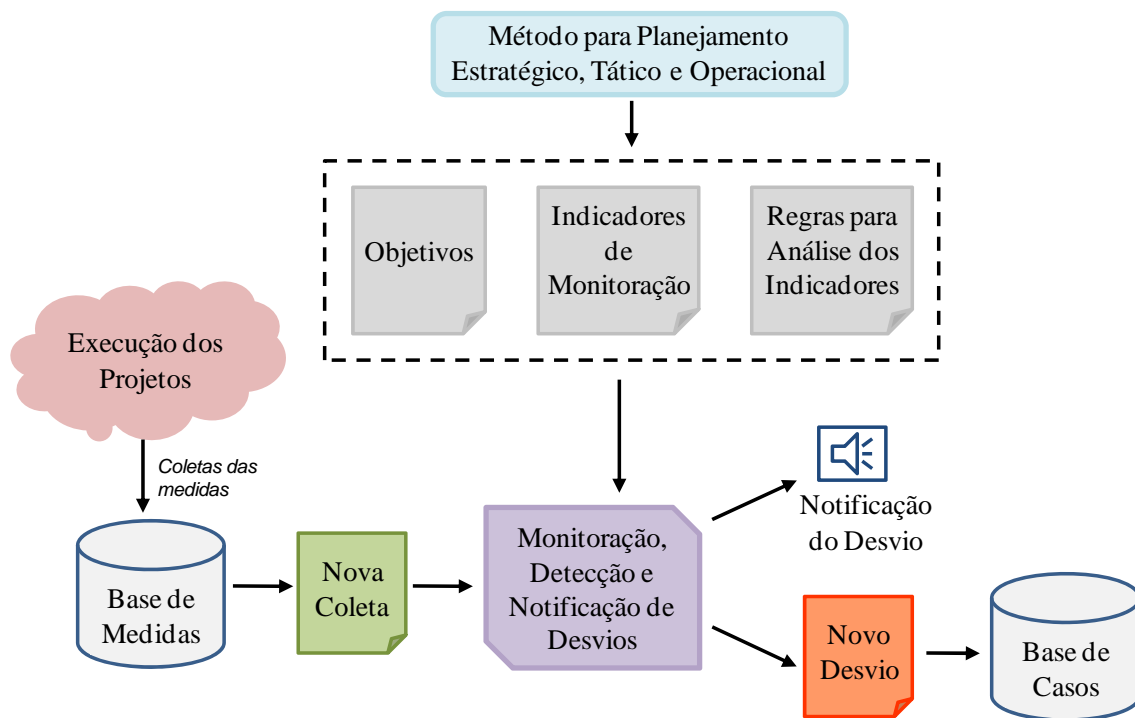 Método para Planejamento
Estratégico, Tático e Operacional
Objetivos
Indicadores
de
Monitoração
Regras para
Análise dos
Indicadores
Execução dos
Projetos
Coletas das
medidas
Base de
Medidas
Nova
Coleta
Monitoração,
Detecção e
Notificação de
Desvios
Notificação
do Desvio
Novo
Desvio
Base de
Casos